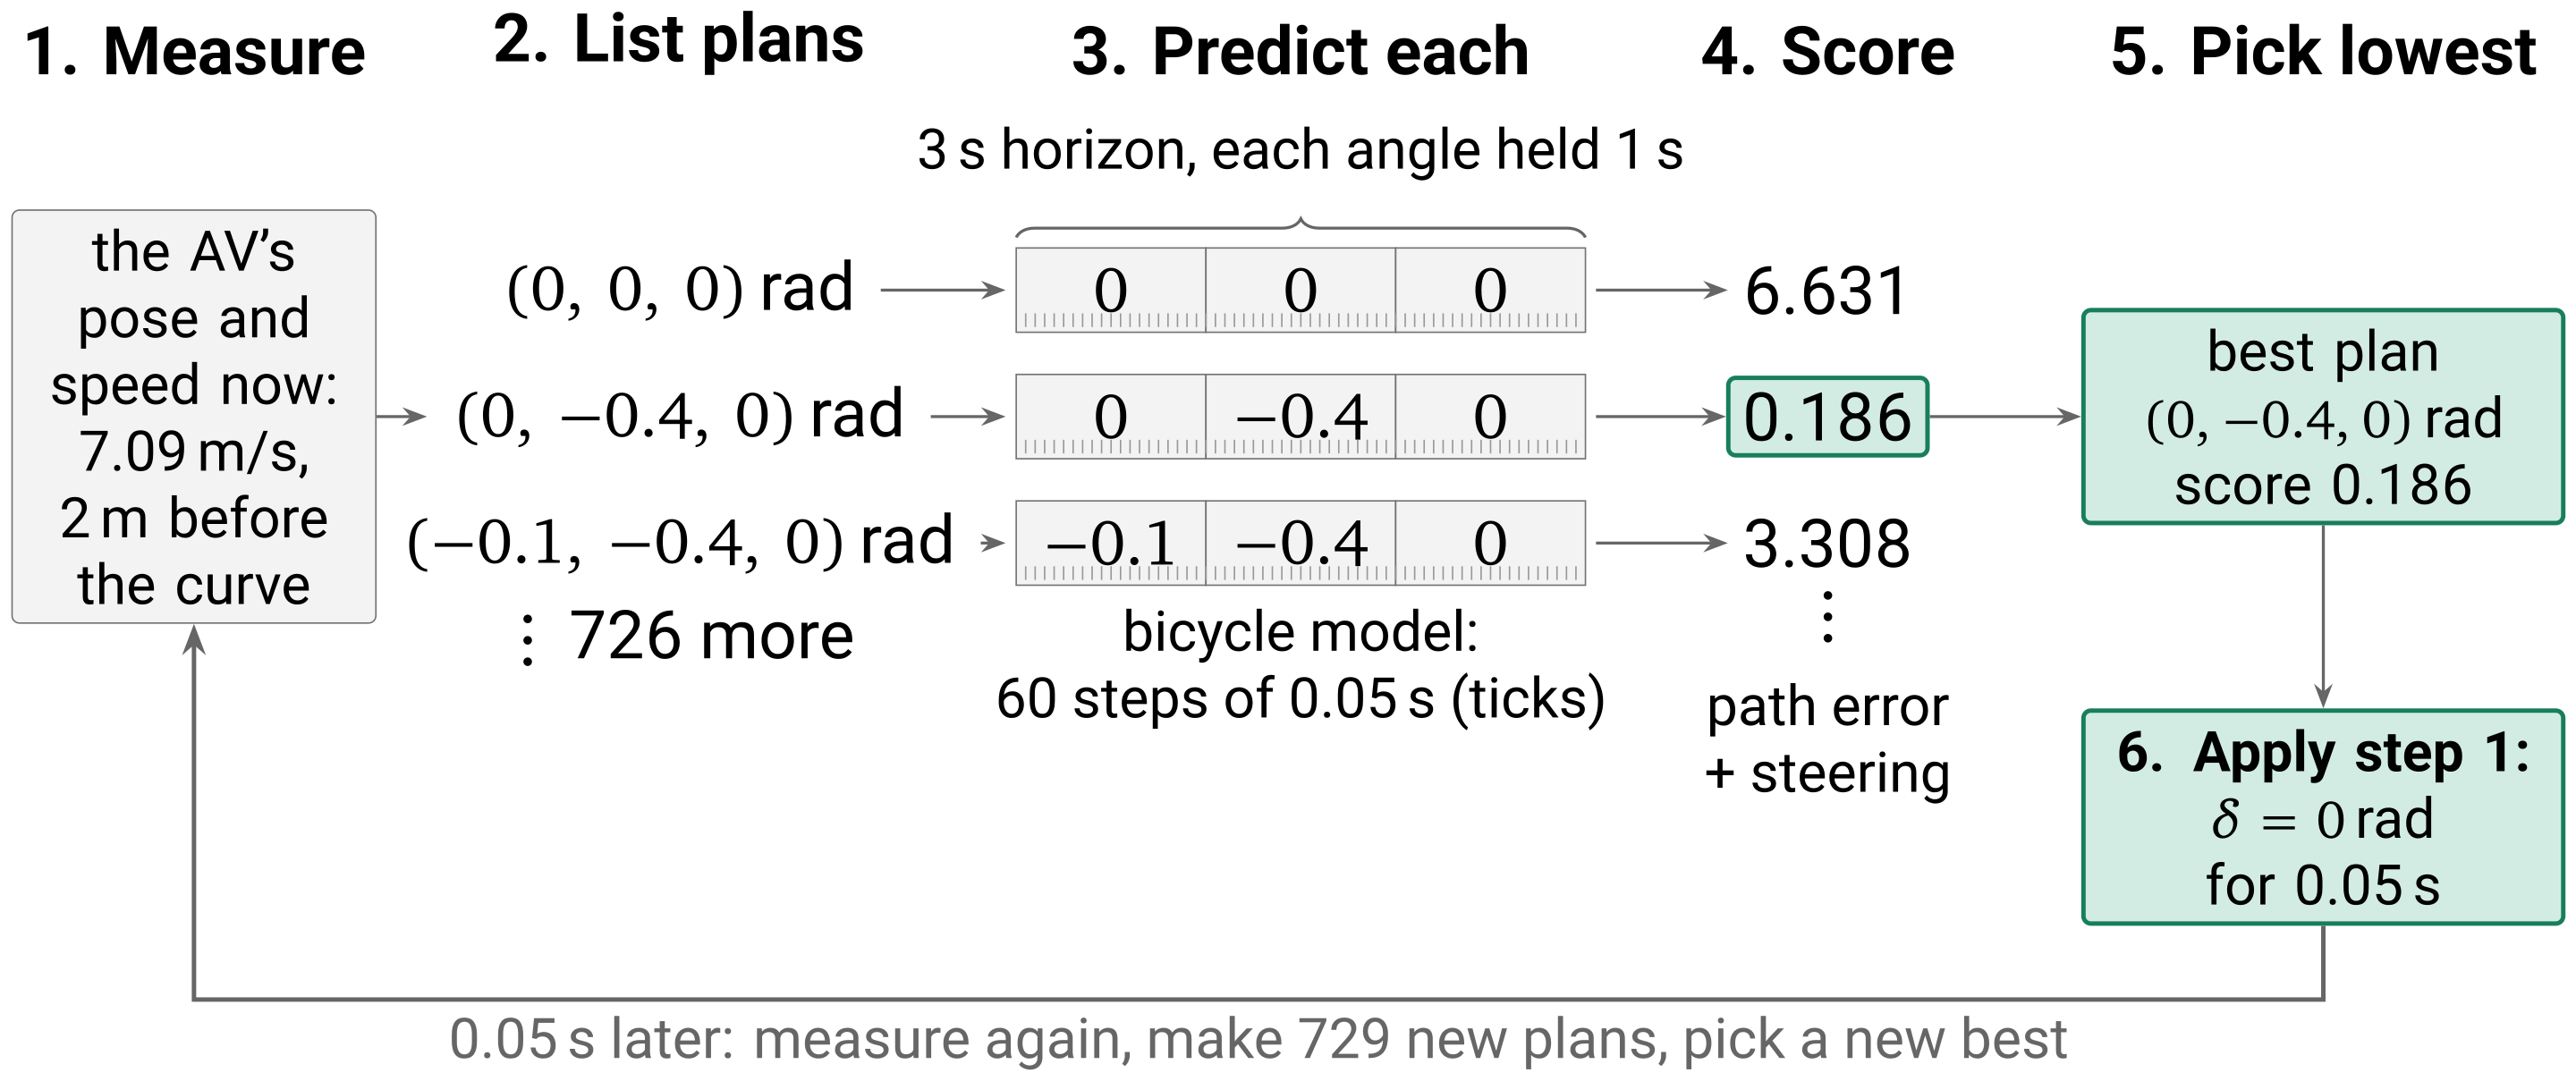 1. Measure
2. List plans
3. Predict each
4. Score
5. Pick lowest
3 s horizon, each angle held 1 s
the AV’s
pose and
speed now:
7.09 m/s,
2 m before
the curve
(0, 0, 0) rad
0 0 0
6.631
(0, −0.4, 0) rad
0 −0.4 0
0.186
(−0.1, −0.4, 0) rad
−0.1 −0.4 0
3.308
⋮ 726 more
⋮
bicycle model:
60 steps of 0.05 s (ticks)
path error
+ steering
best plan
(0, −0.4, 0) rad
score 0.186
6. Apply step 1:
δ = 0 rad
for 0.05 s
0.05 s later: measure again, make 729 new plans, pick a new best